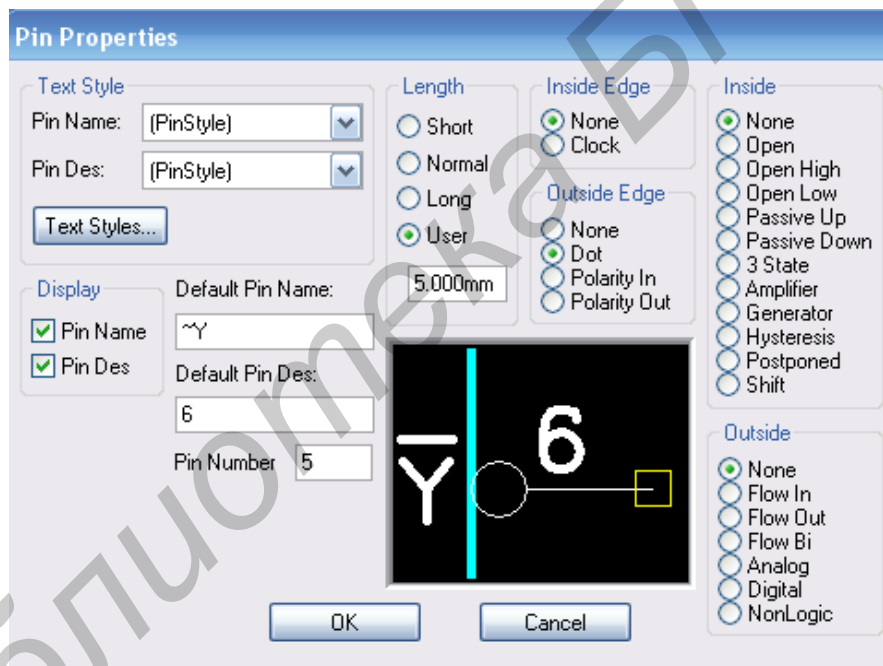 Pin Properties
Text Style
Pin Name: (PinStyle)
Pin Des: (PinStyle)
Text Styles...
Display
Pin Name
Pin Des
Default Pin Name:
~Y
Default Pin Des:
6
Pin Number 5
Length
Short
Normal
Long
User
5.000mm
Inside Edge
None
Clock
Outside Edge
None
Dot
Polarity In
Polarity Out
Inside
None
Open
Open High
Open Low
Passive Up
Passive Down
3 State
Amplifier
Generator
Hysteresis
Postponed
Shift
Outside
None
Flow In
Flow Out
Flow Bi
Analog
Digital
NonLogic
Y 6
OK
Cancel